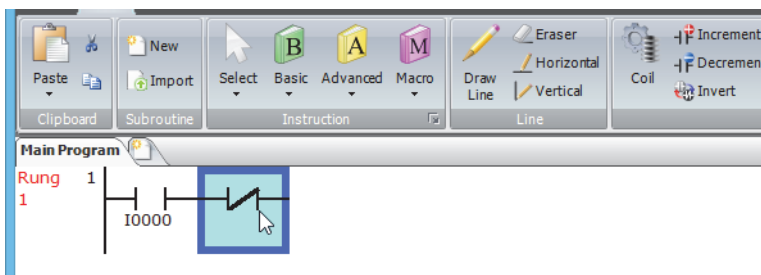 Paste
Clipboard
New
Import
Subroutine
Select
B
Basic
A
Advanced
M
Macro
Instruction
Draw
Line
Eraser
Horizontal
Vertical
Line
Coil
Increment
Decremen
Invert
Main Program
Rung 1
1
I0000